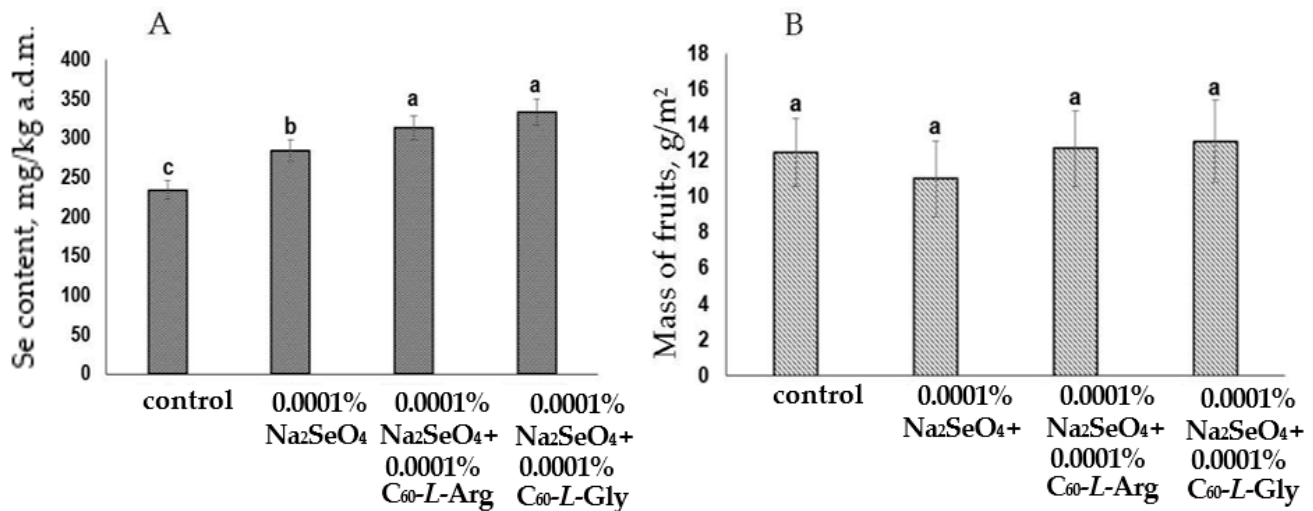 A
Se content, mg/kg a.d.m.
400
350
300
250
200
150
100
50
0
c
b
a
a
control
0.0001%
Na₂SeO₄
0.0001%
Na₂SeO₄+
0.0001%
C₆₀-L-Arg
0.0001%
Na₂SeO₄+
0.0001%
C₆₀-L-Gly
B
Mass of fruits, g/m²
18
16
14
12
10
8
6
4
2
0
a
a
a
a
control
0.0001%
Na₂SeO₄+
0.0001%
Na₂SeO₄+
0.0001%
C₆₀-L-Arg
0.0001%
Na₂SeO₄+
0.0001%
C₆₀-L-Gly